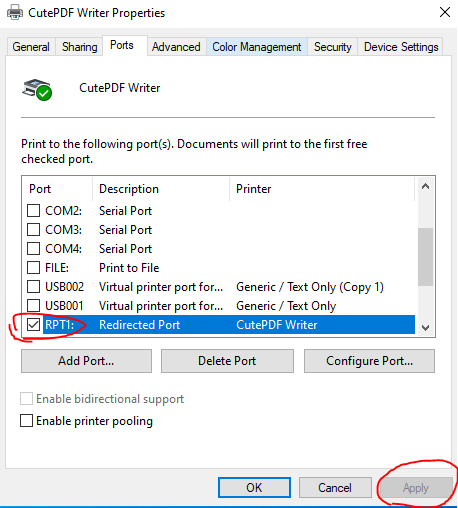 CutePDF Writer Properties
General Sharing Ports Advanced Color Management Security Device Settings
CutePDF Writer
Print to the following port(s). Documents will print to the first free
checked port.
Port Description Printer
COM2: Serial Port
COM3: Serial Port
COM4: Serial Port
FILE: Print to File
USB002 Virtual printer port for... Generic / Text Only (Copy 1)
USB001 Virtual printer port for... Generic / Text Only
RPT1: Redirected Port CutePDF Writer
Add Port... Delete Port Configure Port...
Enable bidirectional support
Enable printer pooling
OK Cancel Apply